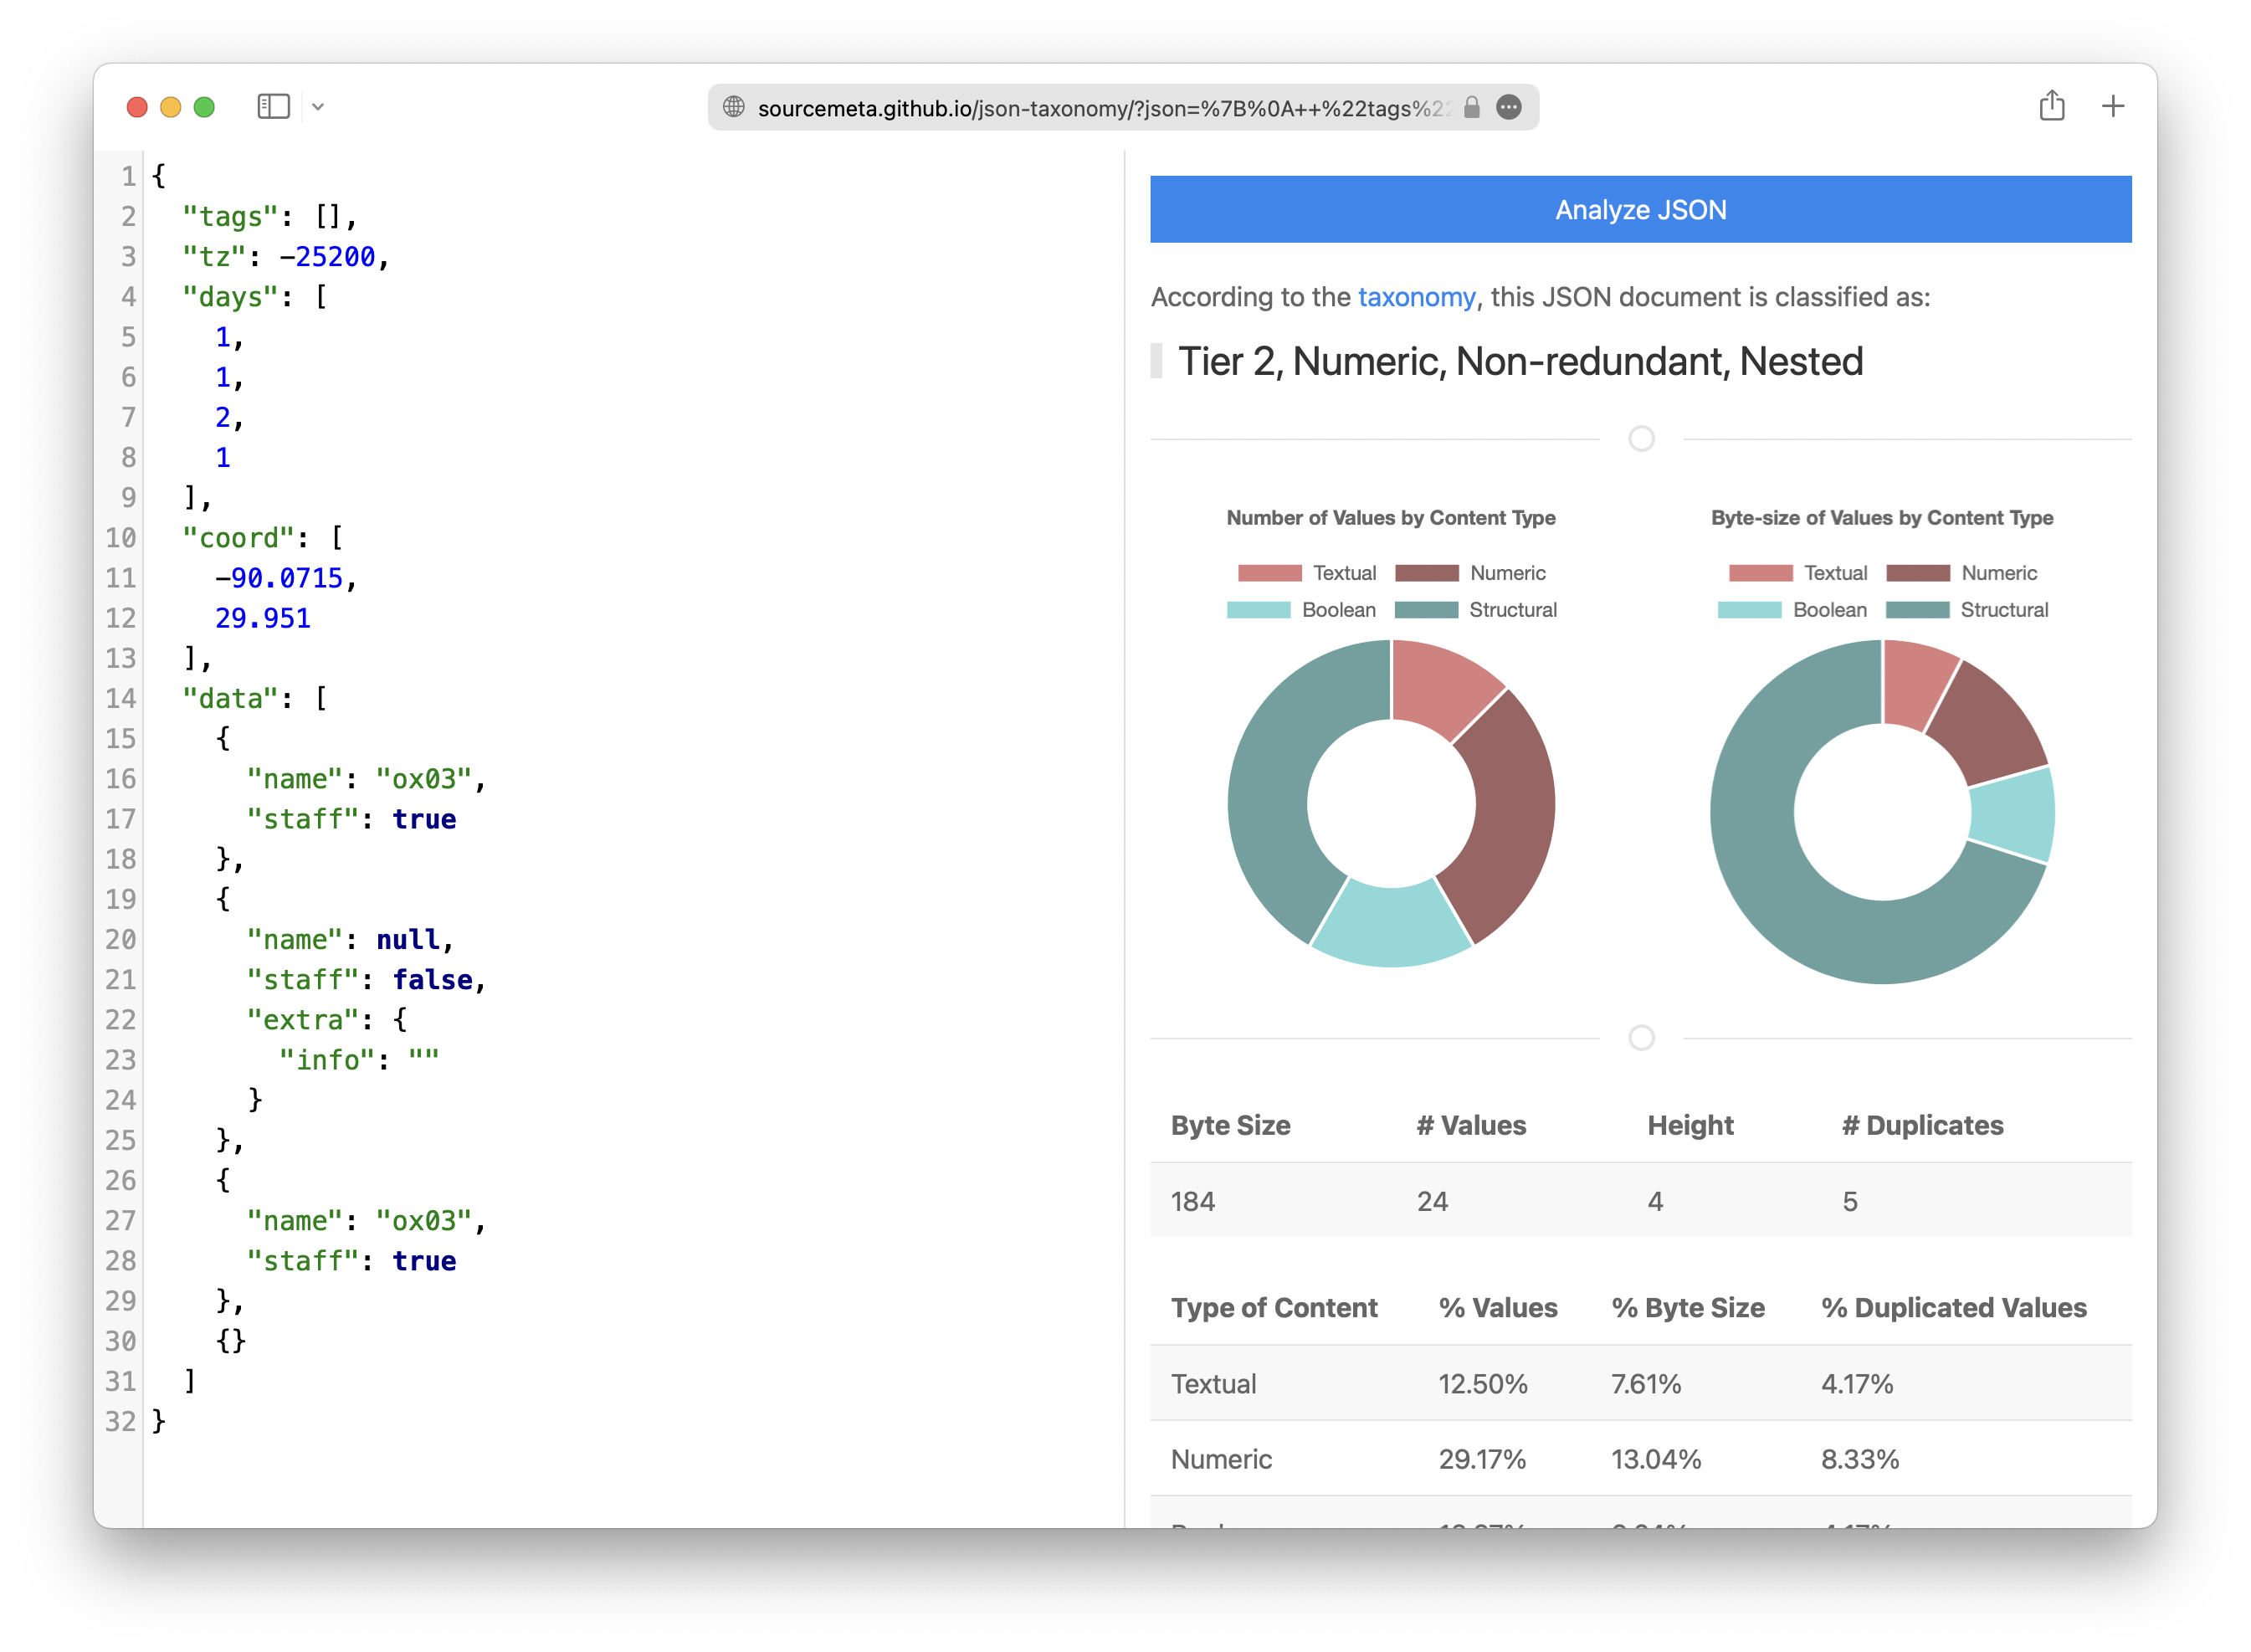 sourcemeta.github.io/json-taxonomy/?json=%7B%0A++%22tags%22
1 {
2   "tags": [],
3   "tz": -25200,
4   "days": [
5     1,
6     1,
7     2,
8     1
9   ],
10   "coord": [
11     -90.0715,
12     29.951
13   ],
14   "data": [
15     {
16       "name": "ox03",
17       "staff": true
18     },
19     {
20       "name": null,
21       "staff": false,
22       "extra": {
23         "info": ""
24       }
25     },
26     {
27       "name": "ox03",
28       "staff": true
29     },
30     {}
31   ]
32 }
Analyze JSON
According to the taxonomy, this JSON document is classified as:
Tier 2, Numeric, Non-redundant, Nested
Number of Values by Content Type
Textual Numeric
Boolean Structural
Byte-size of Values by Content Type
Textual Numeric
Boolean Structural
Byte Size # Values Height # Duplicates
184 24 4 5
Type of Content % Values % Byte Size % Duplicated Values
Textual 12.50% 7.61% 4.17%
Numeric 29.17% 13.04% 8.33%